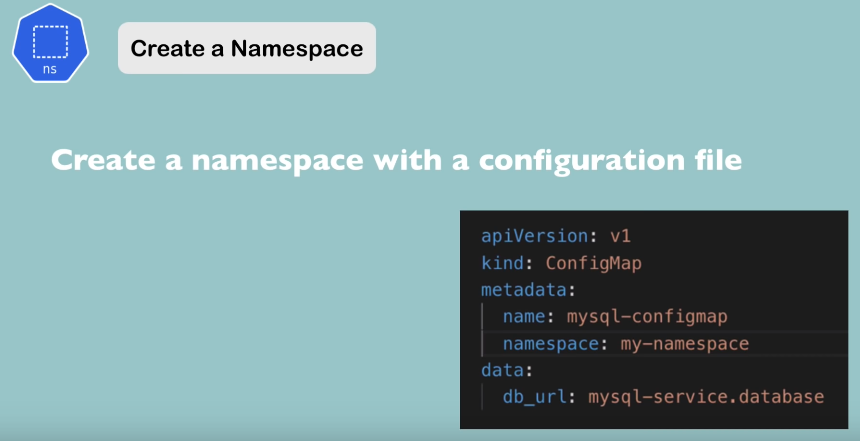 ns
Create a Namespace
Create a namespace with a configuration file
apiVersion: v1
kind: ConfigMap
metadata:
  name: mysql-configmap
  namespace: my-namespace
data:
  db_url: mysql-service.database